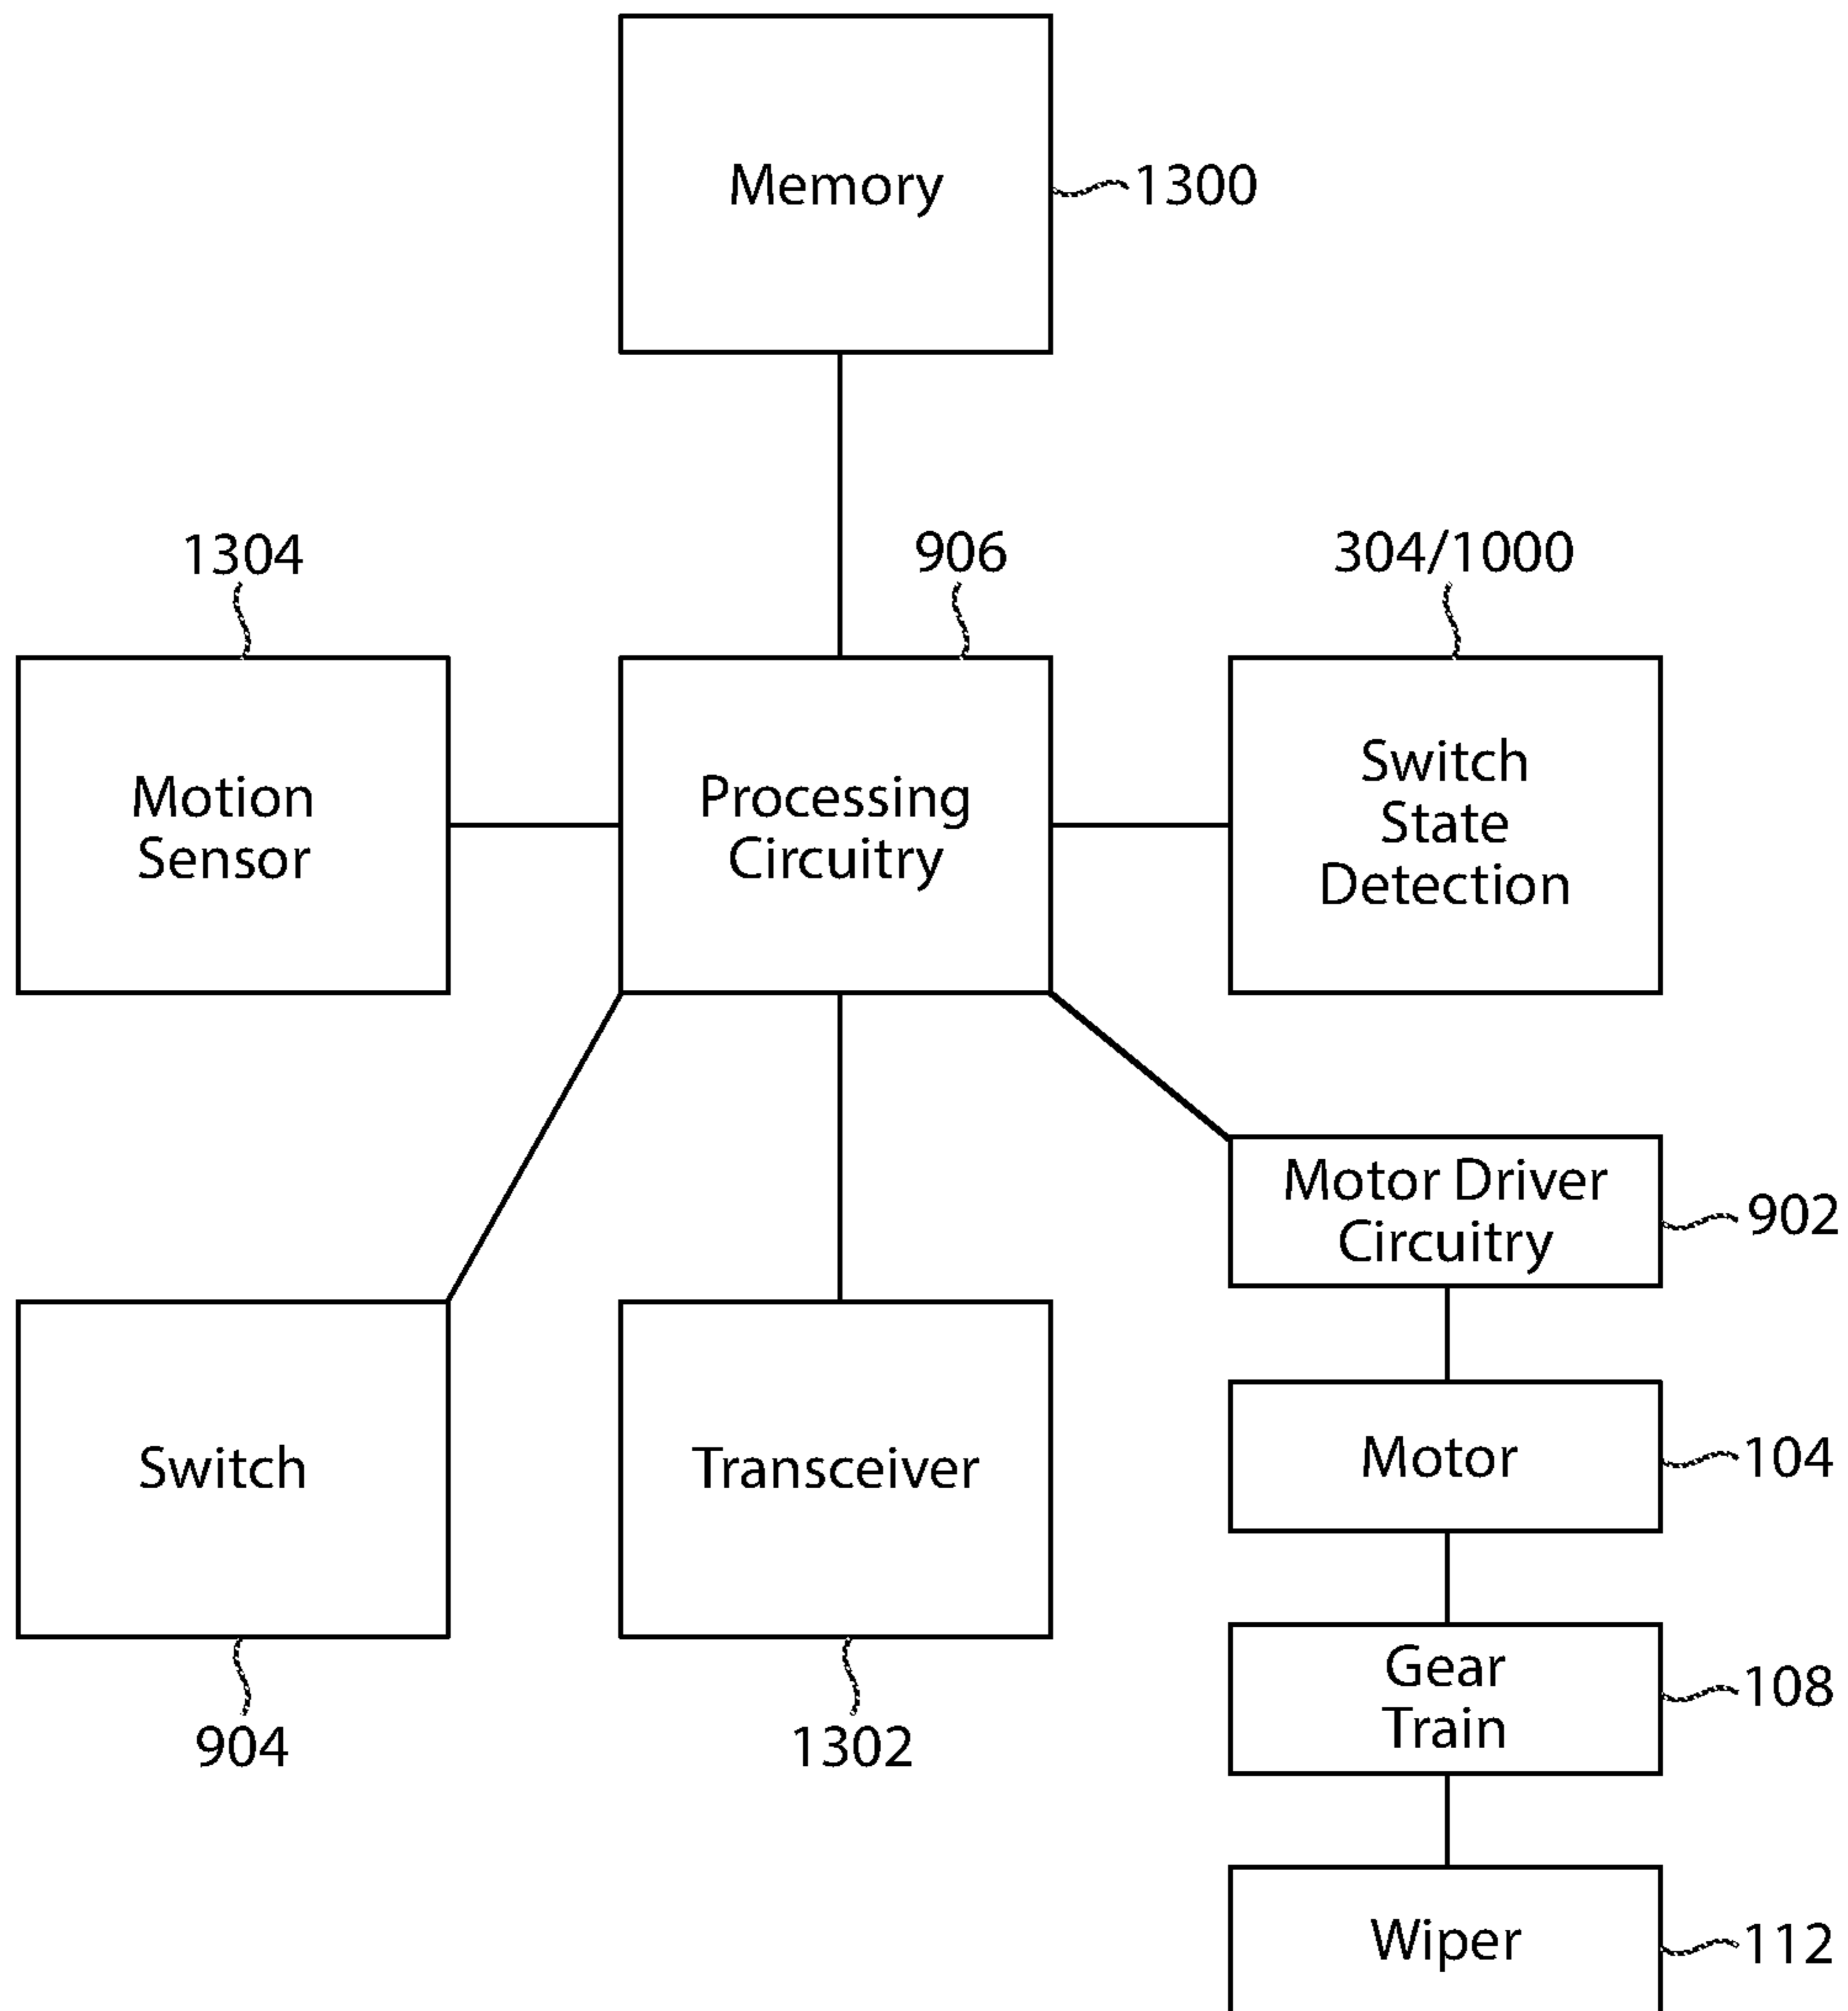 Memory
1300
1304
906
304/1000
Motion
Sensor
Processing
Circuitry
Switch
State
Detection
Motor Driver
Circuitry
902
Switch
904
Transceiver
1302
Motor
104
Gear
Train
108
Wiper
112